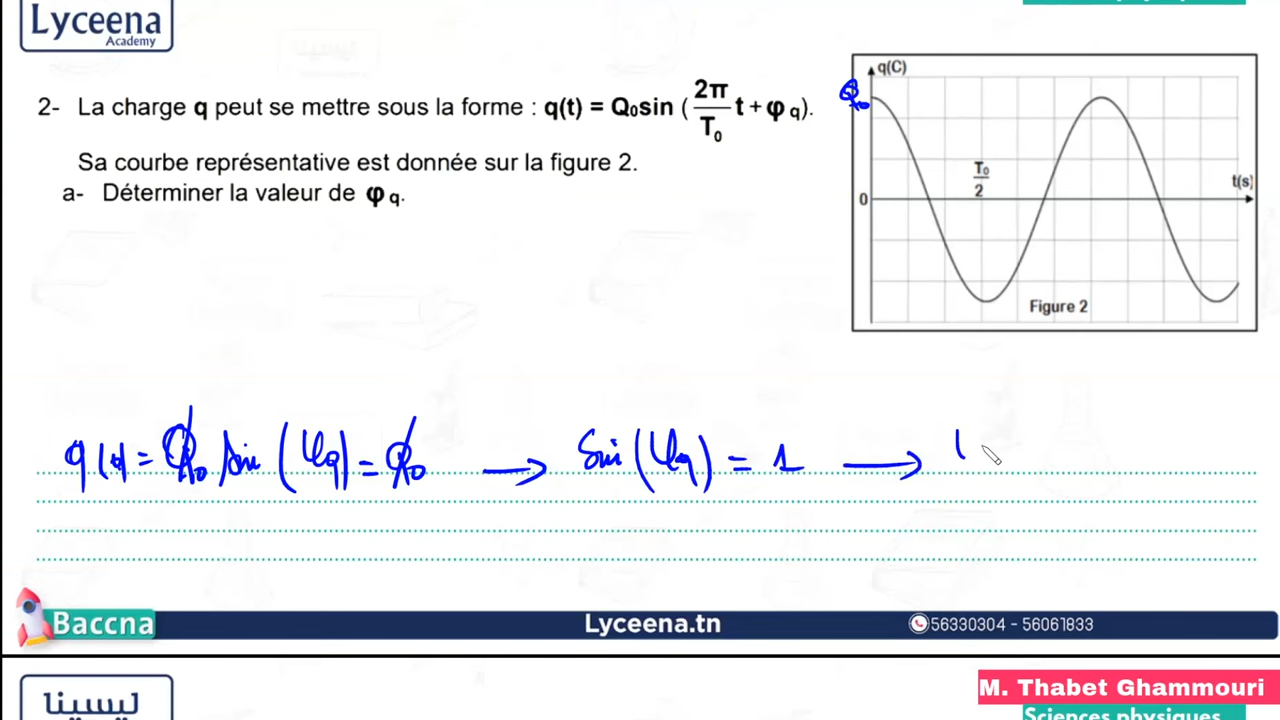 Lyceena
Academy
2- La charge q peut se mettre sous la forme : q(t) = Q₀sin ( 2π/T₀ t + φ q).
Sa courbe représentative est donnée sur la figure 2.
a- Déterminer la valeur de φ q.
q(C)
Q₀
T₀/2
t(s)
0
Figure 2
= Q₀ sin (φq) = Q₀ → sin (φq) = 1 →
Baccna
Lyceena.tn
56330304 - 56061833
ليسينا
M. Thabet Ghammouri
Sciences physiques